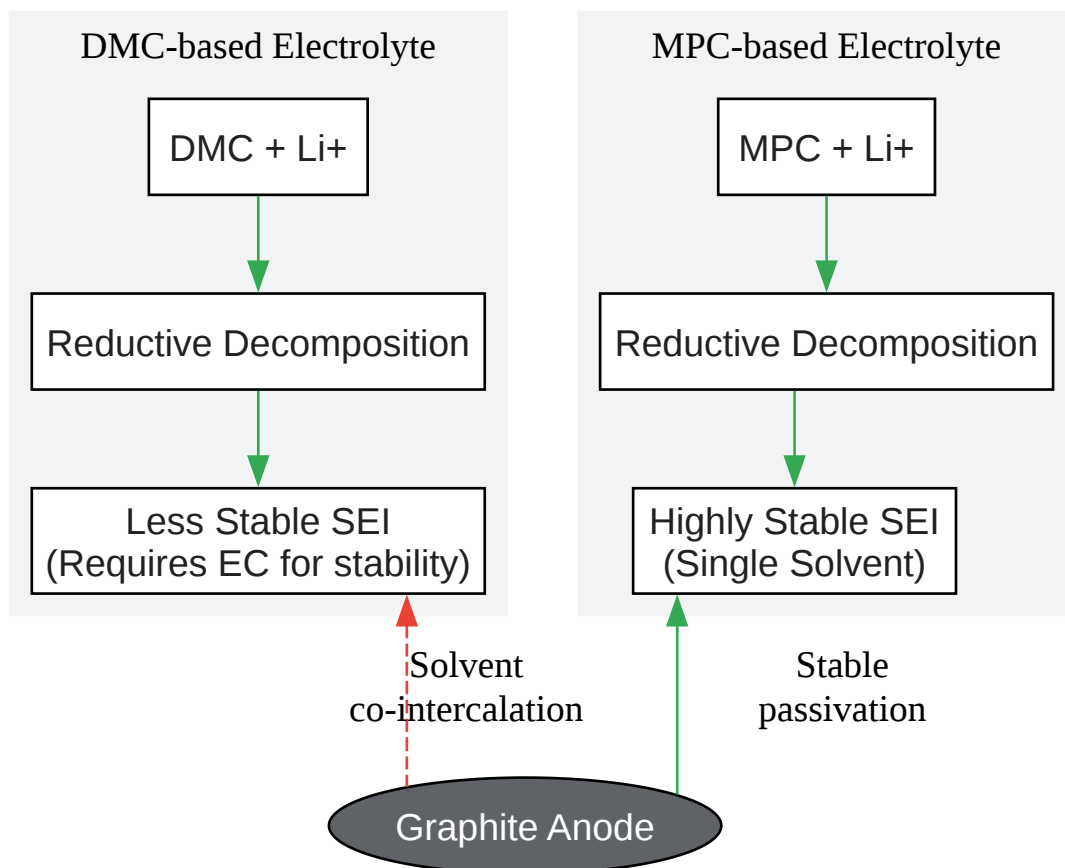 DMC-based Electrolyte
DMC + Li+
Reductive Decomposition
Less Stable SEI
(Requires EC for stability)
MPC-based Electrolyte
MPC + Li+
Reductive Decomposition
Highly Stable SEI
(Single Solvent)
Solvent
co-intercalation
Stable
passivation
Graphite Anode